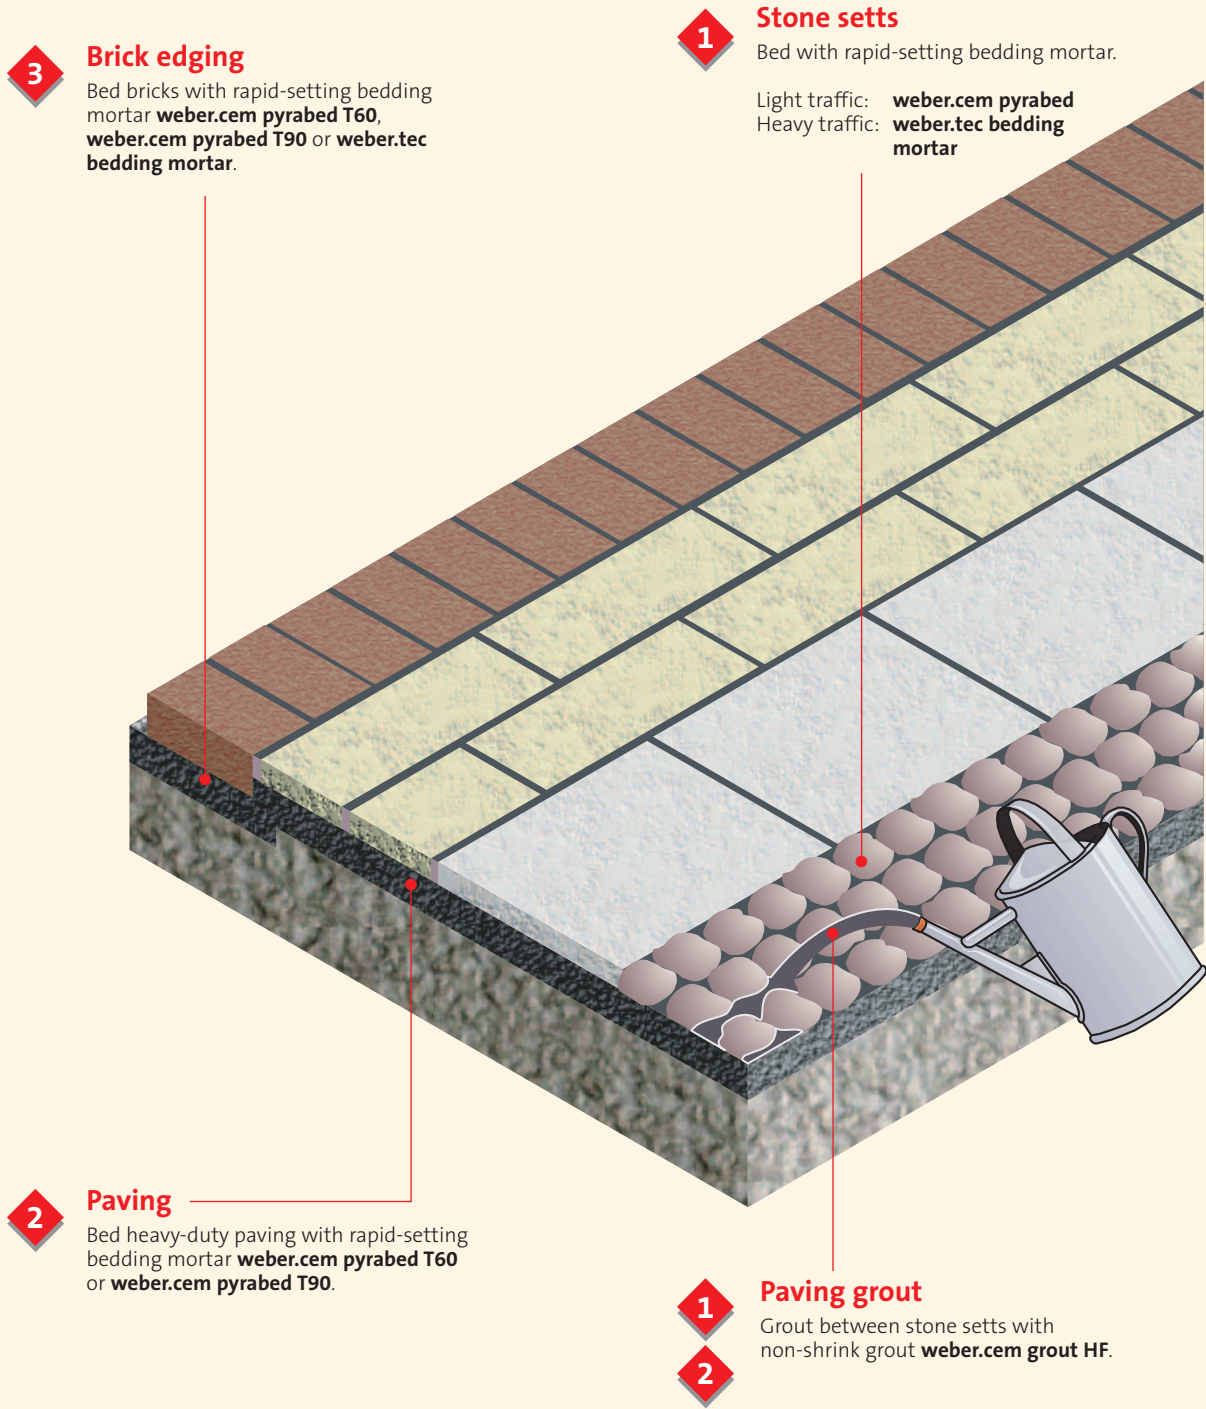 3
Brick edging
Bed bricks with rapid-setting bedding
mortar weber.cem pyrabed T60,
weber.cem pyrabed T90 or weber.tec
bedding mortar.
1
Stone setts
Bed with rapid-setting bedding mortar.
Light traffic: weber.cem pyrabed
Heavy traffic: weber.tec bedding
mortar
2
Paving
Bed heavy-duty paving with rapid-setting
bedding mortar weber.cem pyrabed T60
or weber.cem pyrabed T90.
1
2
Paving grout
Grout between stone setts with
non-shrink grout weber.cem grout HF.